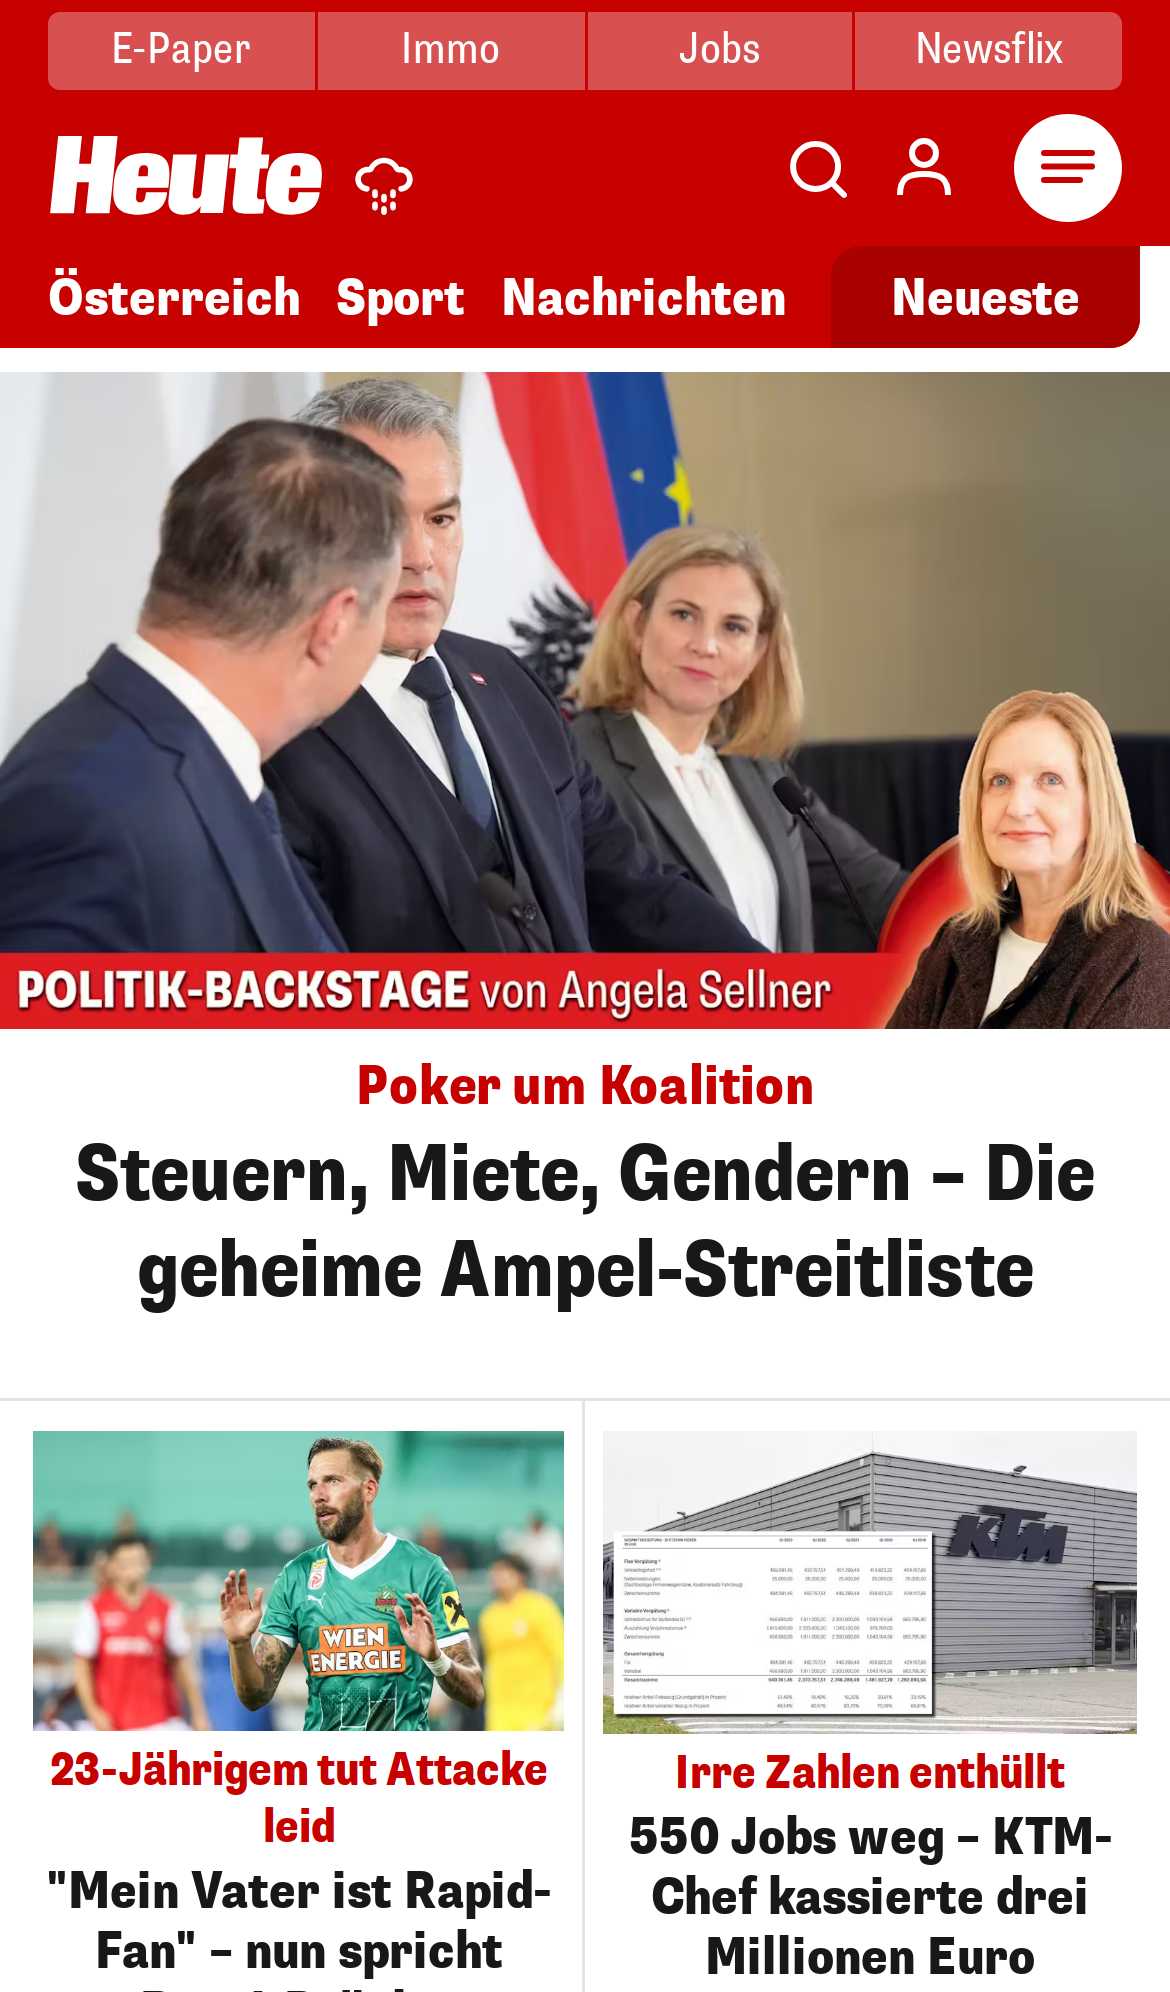 E-Paper
Immo
Jobs
Newsflix
Heute
Österreich
Sport
Nachrichten
Neueste
POLITIK-BACKSTAGE von Angela Sellner
Poker um Koalition
Steuern, Miete, Gendern – Die
geheime Ampel-Streitliste
WIEN
ENERGIE
23-Jährigem tut Attacke
leid
"Mein Vater ist Rapid-
Fan" – nun spricht
KTM
Irre Zahlen enthüllt
550 Jobs weg – KTM-
Chef kassierte drei
Millionen Euro